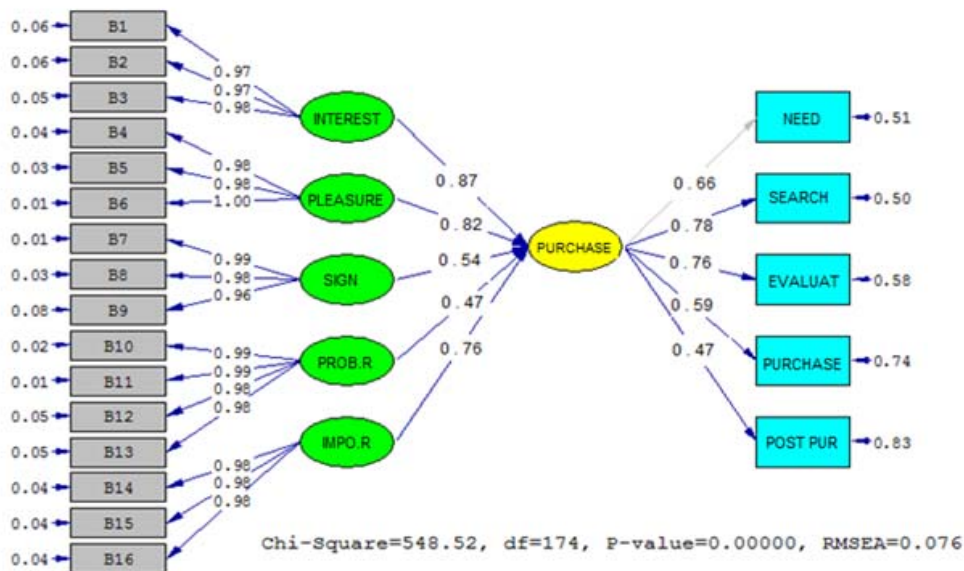 0.06 B1
0.06 B2
0.05 B3
0.04 B4
0.03 B5
0.01 B6
0.01 B7
0.03 B8
0.08 B9
0.02 B10
0.01 B11
0.05 B12
0.05 B13
0.04 B14
0.04 B15
0.04 B16
0.97
0.97
0.98
0.98
0.98
1.00
0.99
0.98
0.96
0.99
0.99
0.98
0.98
0.98
0.98
0.98
INTEREST
PLEASURE
SIGN
PROB.R
IMPO.R
0.87
0.82
0.54
0.47
0.76
PURCHASE
0.66
0.78
0.76
0.59
0.47
NEED 0.51
SEARCH 0.50
EVALUAT 0.58
PURCHASE 0.74
POST PUR 0.83
Chi-Square=548.52, df=174, P-value=0.00000, RMSEA=0.076